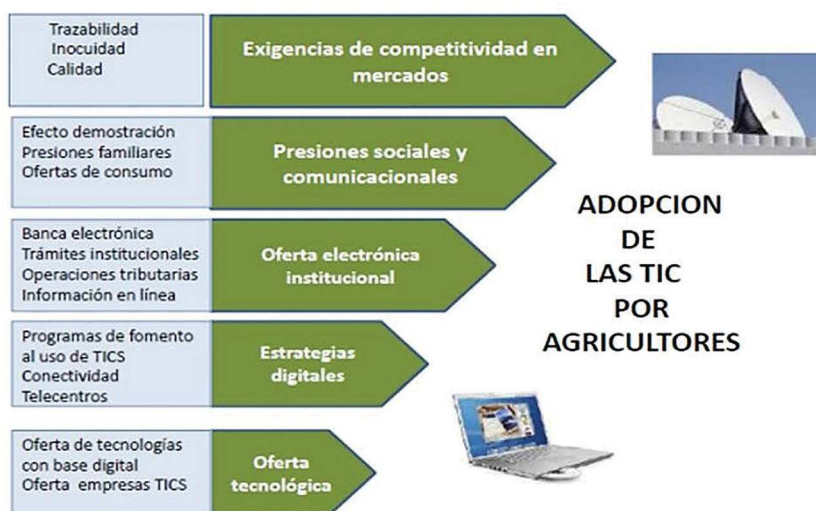 Trazabilidad
Inocuidad
Calidad
Exigencias de competitividad en
mercados
Efecto demostración
Presiones familiares
Ofertas de consumo
Presiones sociales y
comunicacionales
Banca electrónica
Trámites institucionales
Operaciones tributarias
Información en línea
Oferta electrónica
institucional
Programas de fomento
al uso de TICS
Conectividad
Telecentros
Estrategias
digitales
Oferta de tecnologías
con base digital
Oferta empresas TICS
Oferta
tecnológica
ADOPCION
DE
LAS TIC
POR
AGRICULTORES